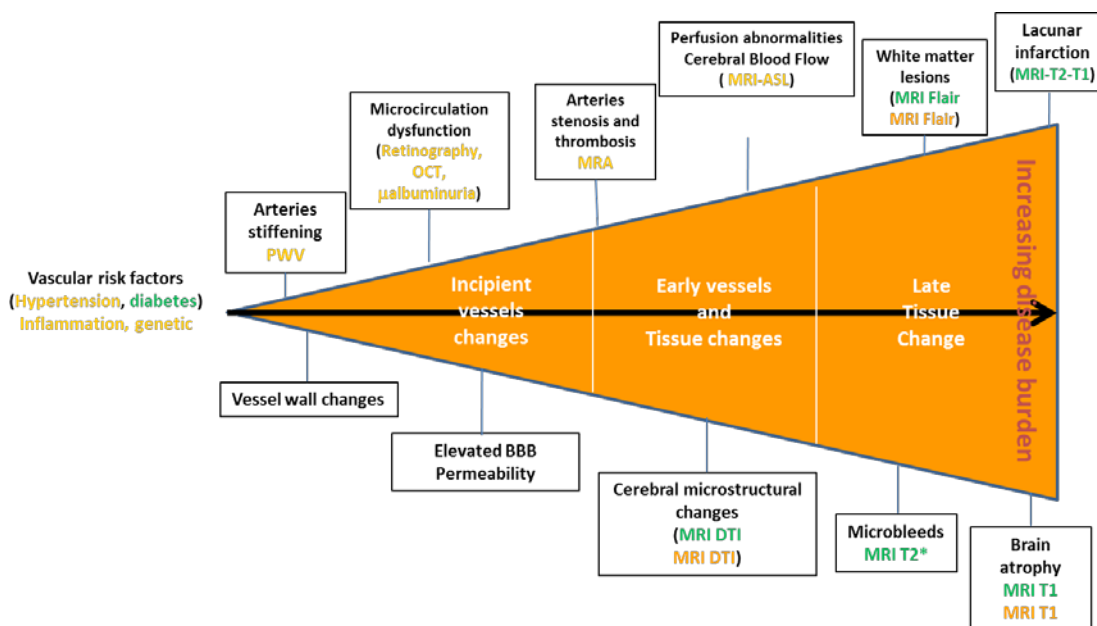 Perfusion abnormalities
Cerebral Blood Flow
( MRI-ASL)
Lacunar
infarction
(MRI-T2-T1)
White matter
lesions
(MRI Flair
MRI Flair)
Microcirculation
dysfunction
(Retinography,
OCT,
µalbuminuria)
Arteries
stenosis and
thrombosis
MRA
Arteries
stiffening
PWV
Vascular risk factors
(Hypertension, diabetes)
Inflammation, genetic
Incipient
vessels
changes
Early vessels
and
Tissue changes
Late
Tissue
Change
Increasing disease burden
Vessel wall changes
Elevated BBB
Permeability
Cerebral microstructural
changes
(MRI DTI
MRI DTI)
Microbleeds
MRI T2*
Brain
atrophy
MRI T1
MRI T1